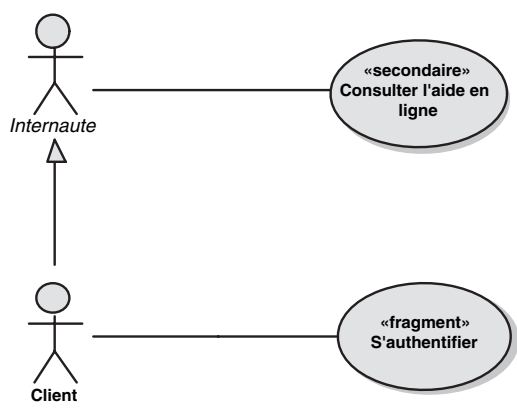 «secondaire»
Consulter l'aide en
ligne
Internaute
«fragment»
S'authentifier
Client